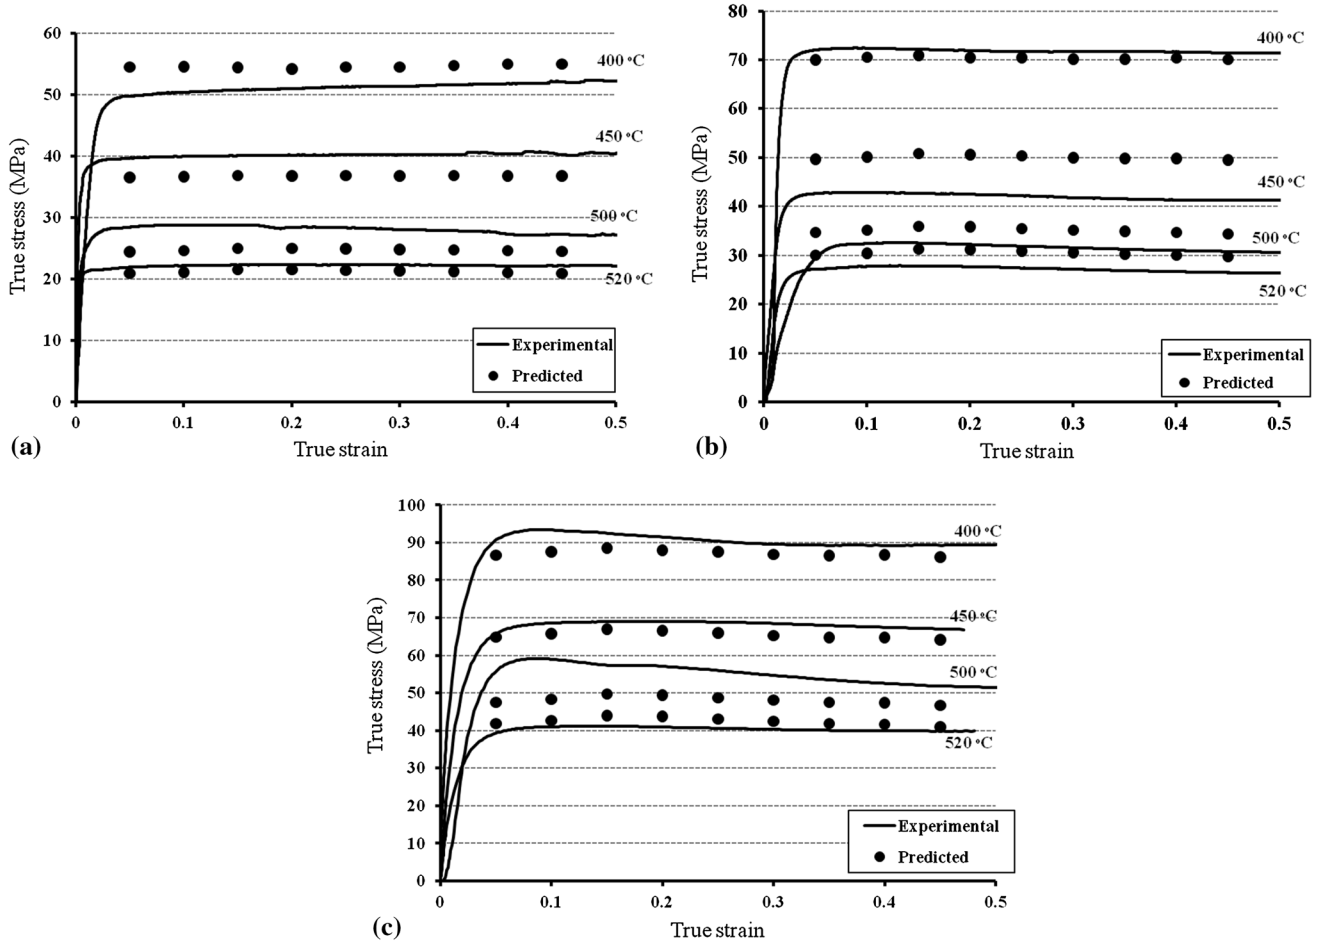 60
50
40
30
20
10
0
True stress (MPa)
400 °C
450 °C
500 °C
520 °C
Experimental
Predicted
0 0.1 0.2 0.3 0.4 0.5
True strain
(a)
80
70
60
50
40
30
20
10
0
True stress (MPa)
400 °C
450 °C
500 °C
520 °C
Experimental
Predicted
0 0.1 0.2 0.3 0.4 0.5
True strain
(b)
100
90
80
70
60
50
40
30
20
10
0
True stress (MPa)
400 °C
450 °C
500 °C
520 °C
Experimental
Predicted
0.1 0.2 0.3 0.4 0.5
True strain
(c)